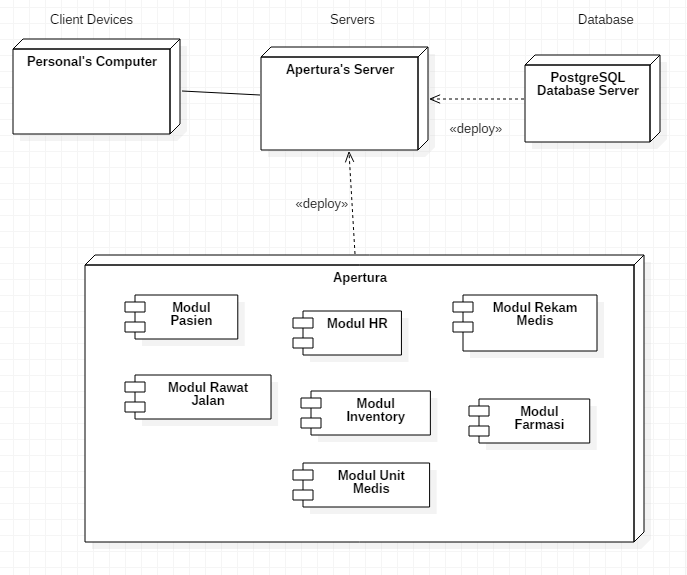 Client Devices
Servers
Database
Personal's Computer
Apertura's Server
PostgreSQL
Database Server
«deploy»
«deploy»
Apertura
Modul
Pasien
Modul HR
Modul Rekam
Medis
Modul Rawat
Jalan
Modul
Inventory
Modul
Farmasi
Modul Unit
Medis